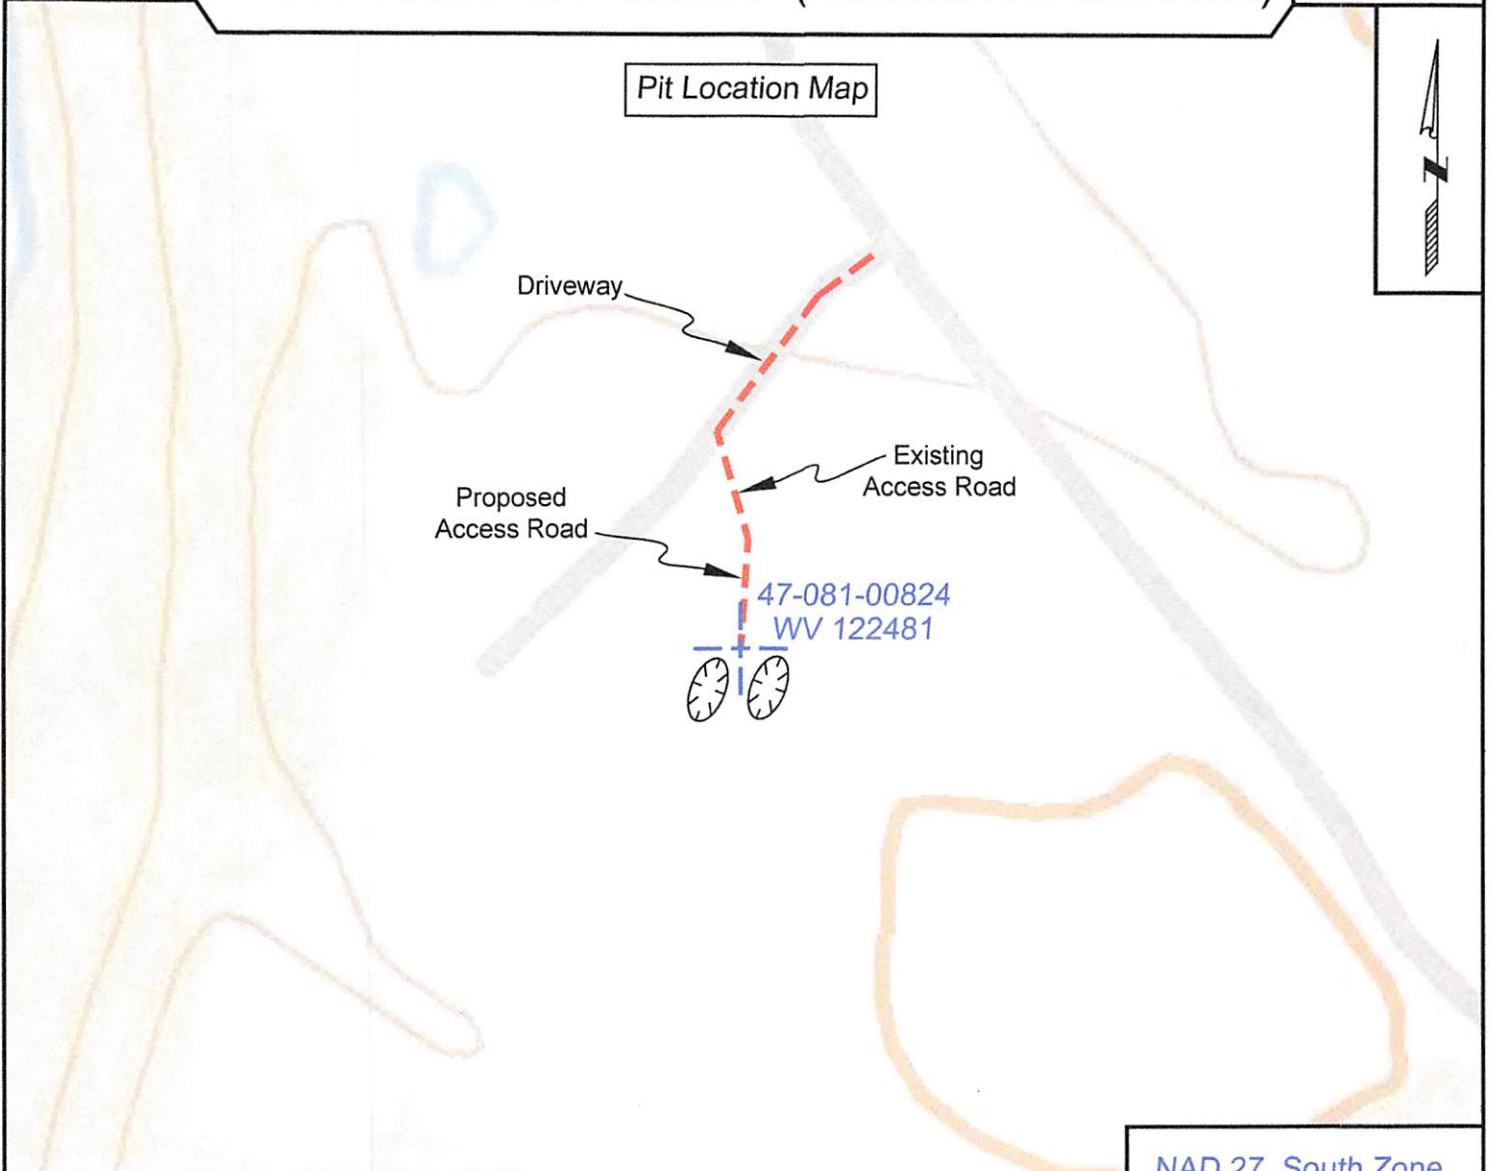 Pit Location Map
N
Driveway
Existing
Access Road
Proposed
Access Road
47-081-00824
WV 122481
NAD 27, South Zone